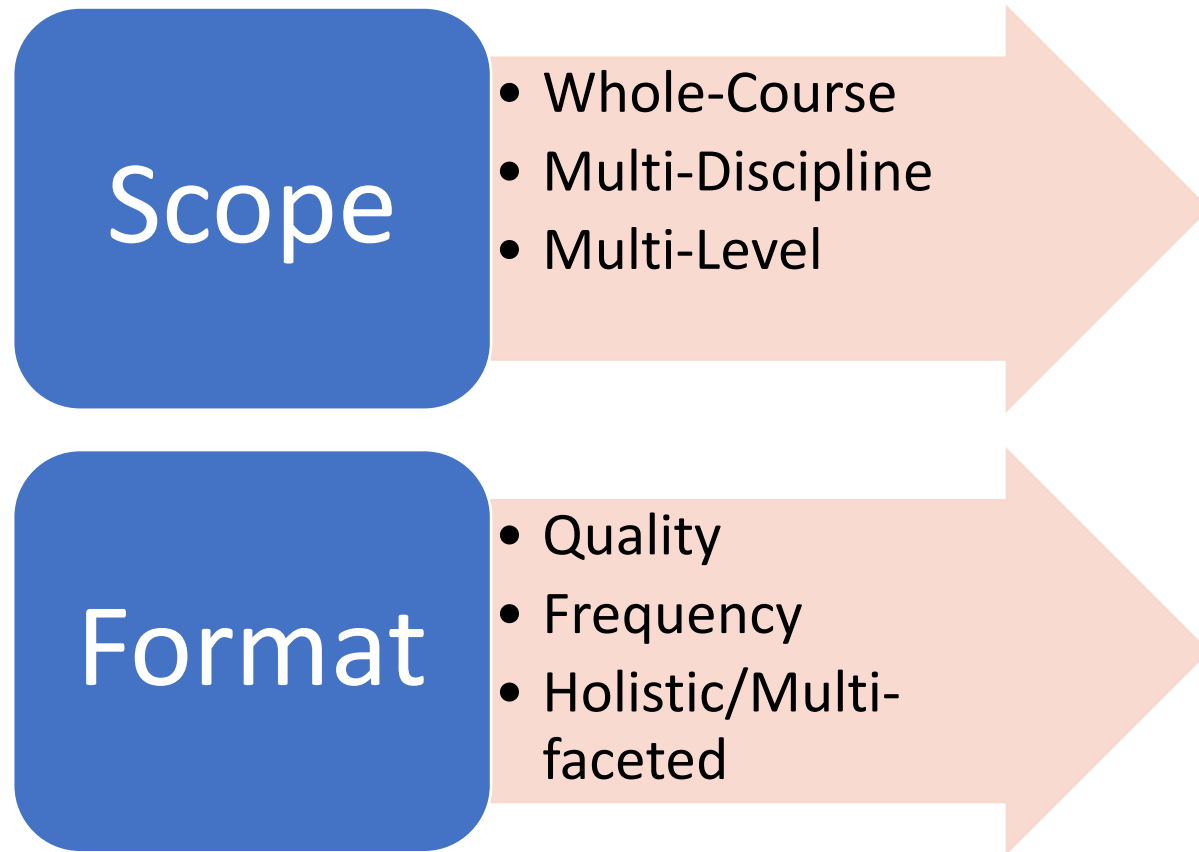 Scope
• Whole-Course
• Multi-Discipline
• Multi-Level
Format
• Quality
• Frequency
• Holistic/Multi-
faceted